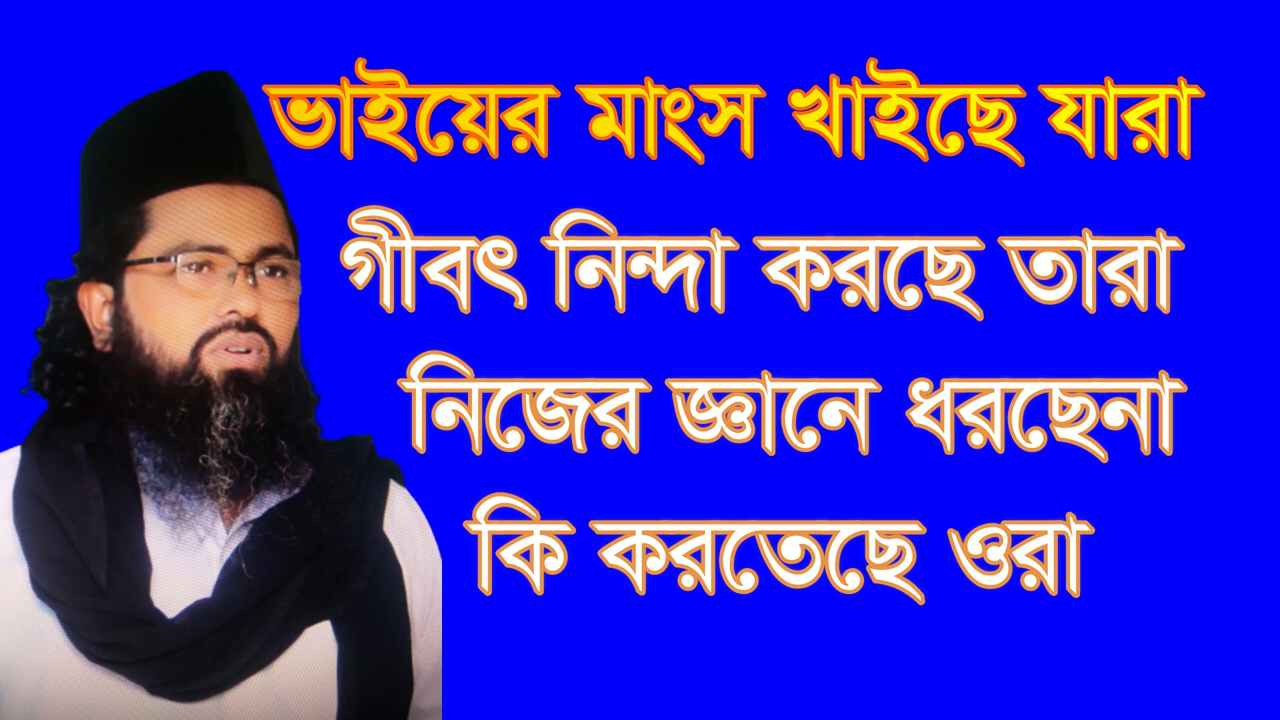 ভাইয়ের মাংস খাইছে যারা
গীবৎ নিন্দা করছে তারা
নিজের জ্ঞানে ধরছেনা
কি করতেছে ওরা